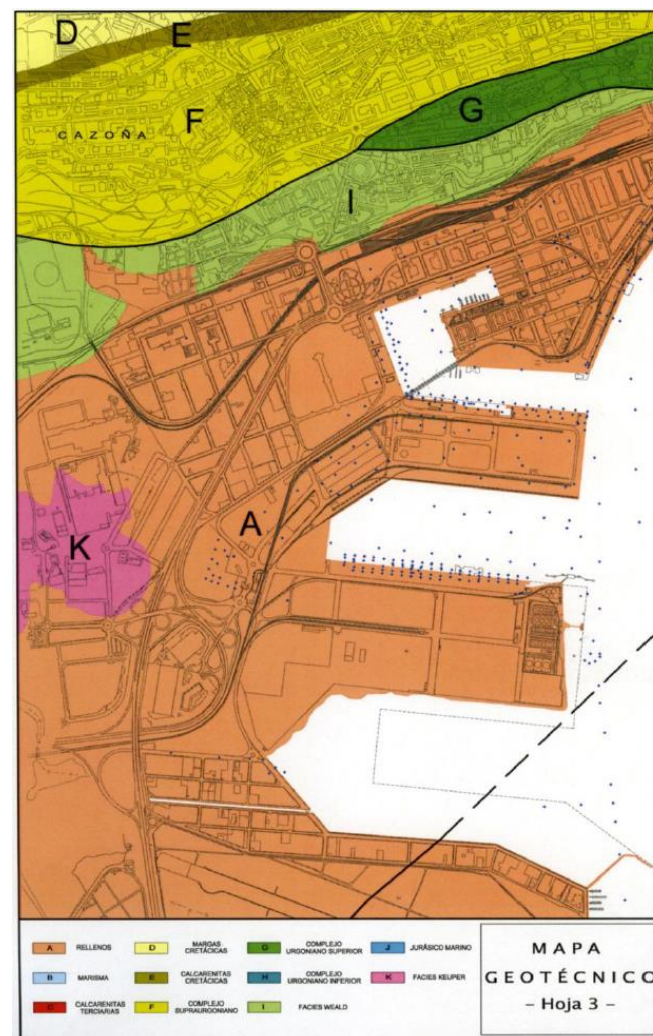 D
E
G
F
CAZOÑA
I
A
K
A RELLENOS
B MARISMA
C CALCARENITAS
TERCIARIAS
D MARGAS
CRETÁCICAS
E CALCARENITAS
CRETÁCICAS
F COMPLEJO
SUPRAURGONIANO
G COMPLEJO
URGONIANO SUPERIOR
H COMPLEJO
URGONIANO INFERIOR
I FACIES WEALD
J JURÁSICO MARINO
K FACIES KEUPER
MAPA
GEOTÉCNICO
– Hoja 3 –